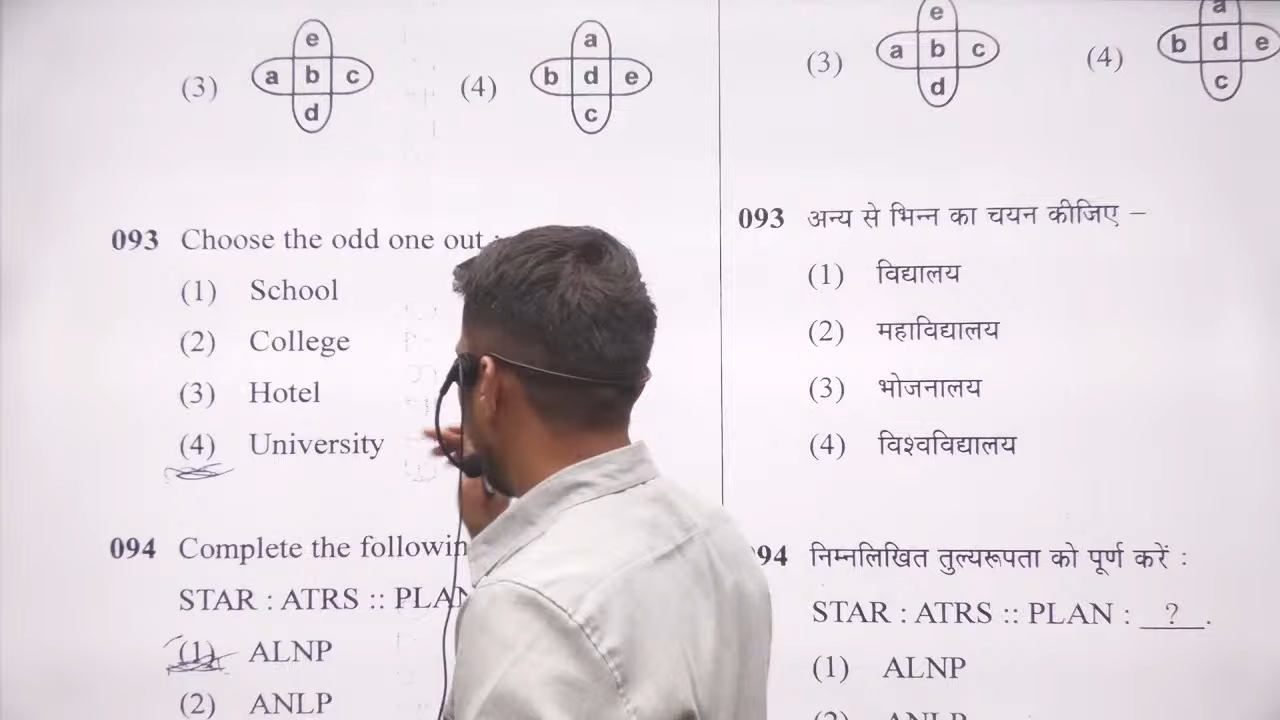 (3) e a b c d
(4) a b d e c
093 Choose the odd one out :
(1) School
(2) College
(3) Hotel
(4) University
094 Complete the
STAR : ATRS ::
(1) ALNP
(2) ANLP
(3) e a b c d
(4) a b d e c
093 अन्य से भिन्न का चयन कीजिए –
(1) विद्यालय
(2) महाविद्यालय
(3) भोजनालय
(4) विश्वविद्यालय
94 निम्नलिखित तुल्यरूपता को पूर्ण करें :
STAR : ATRS :: PLAN : ? .
(1) ALNP